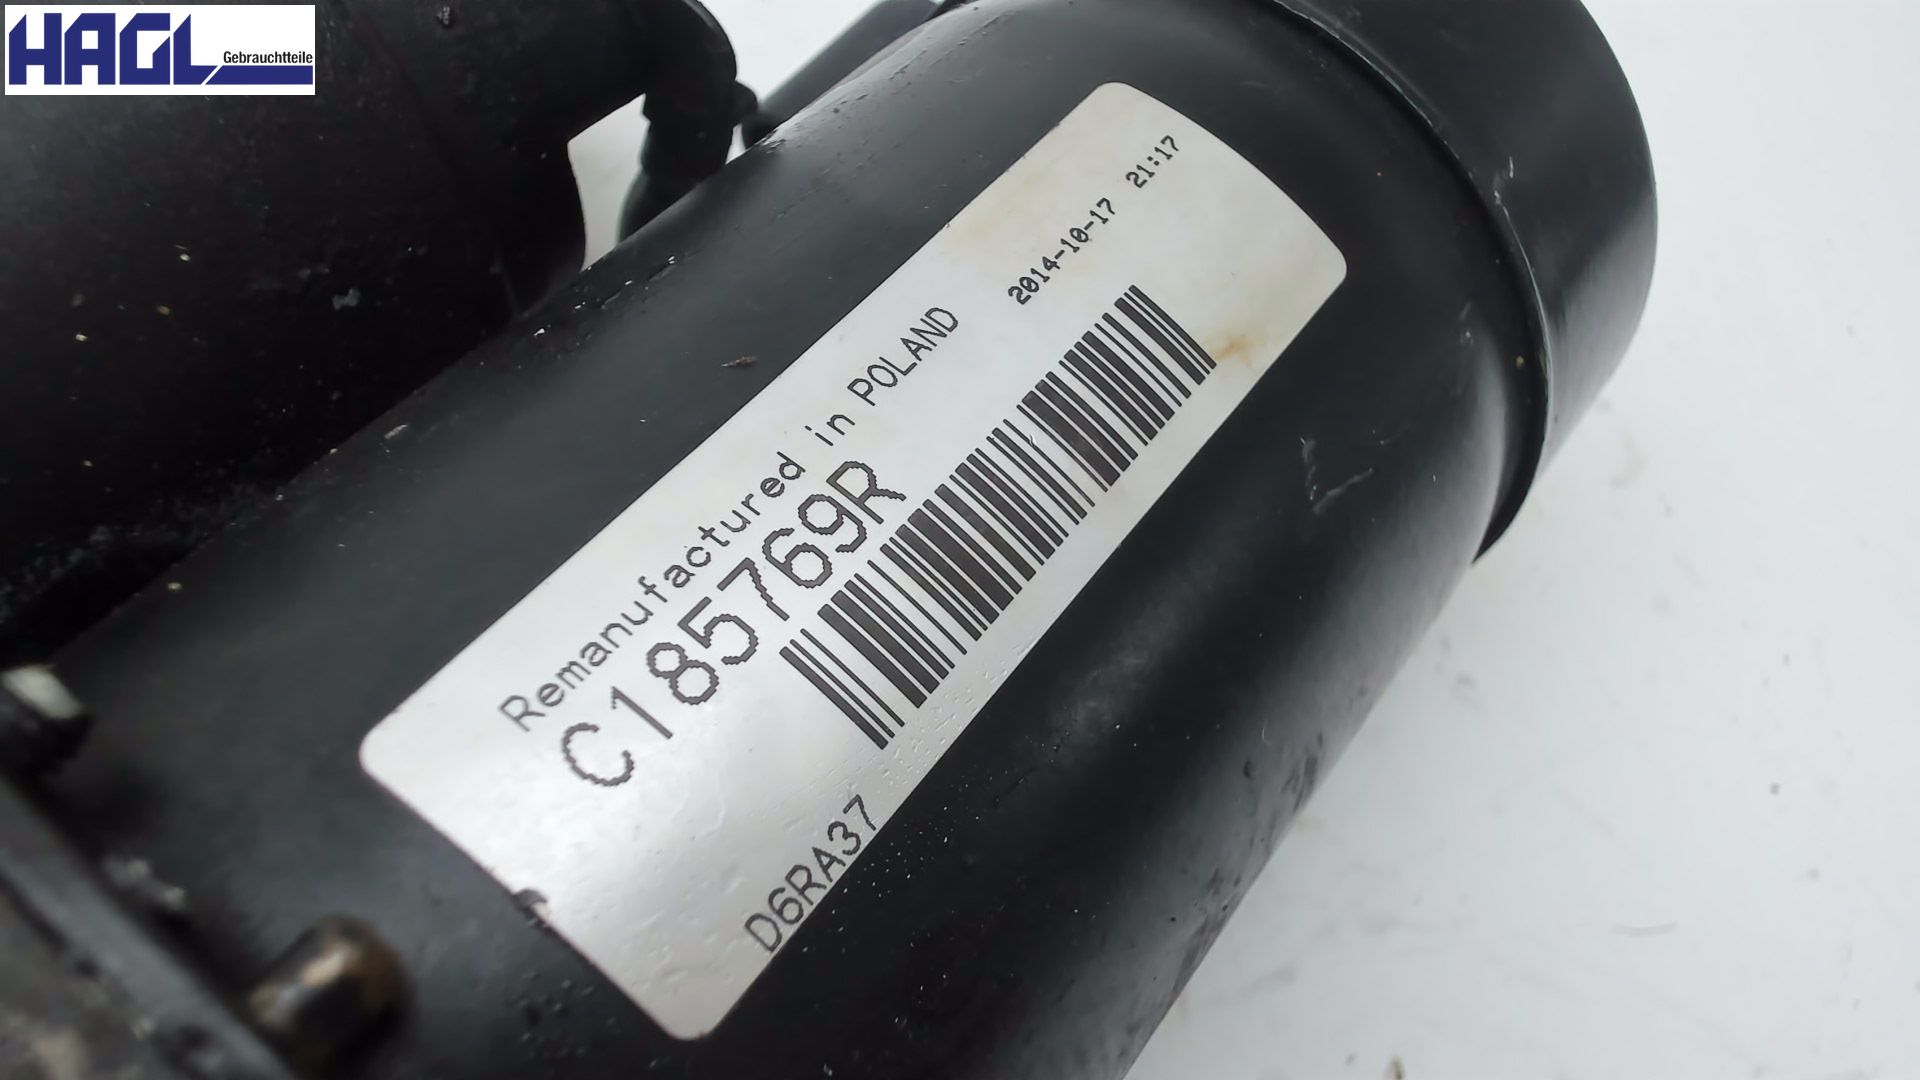 HAGL
Gebrauchtteile
2014-10-17 21:17
Remanufactured in POLAND
C185769R
D6RA37